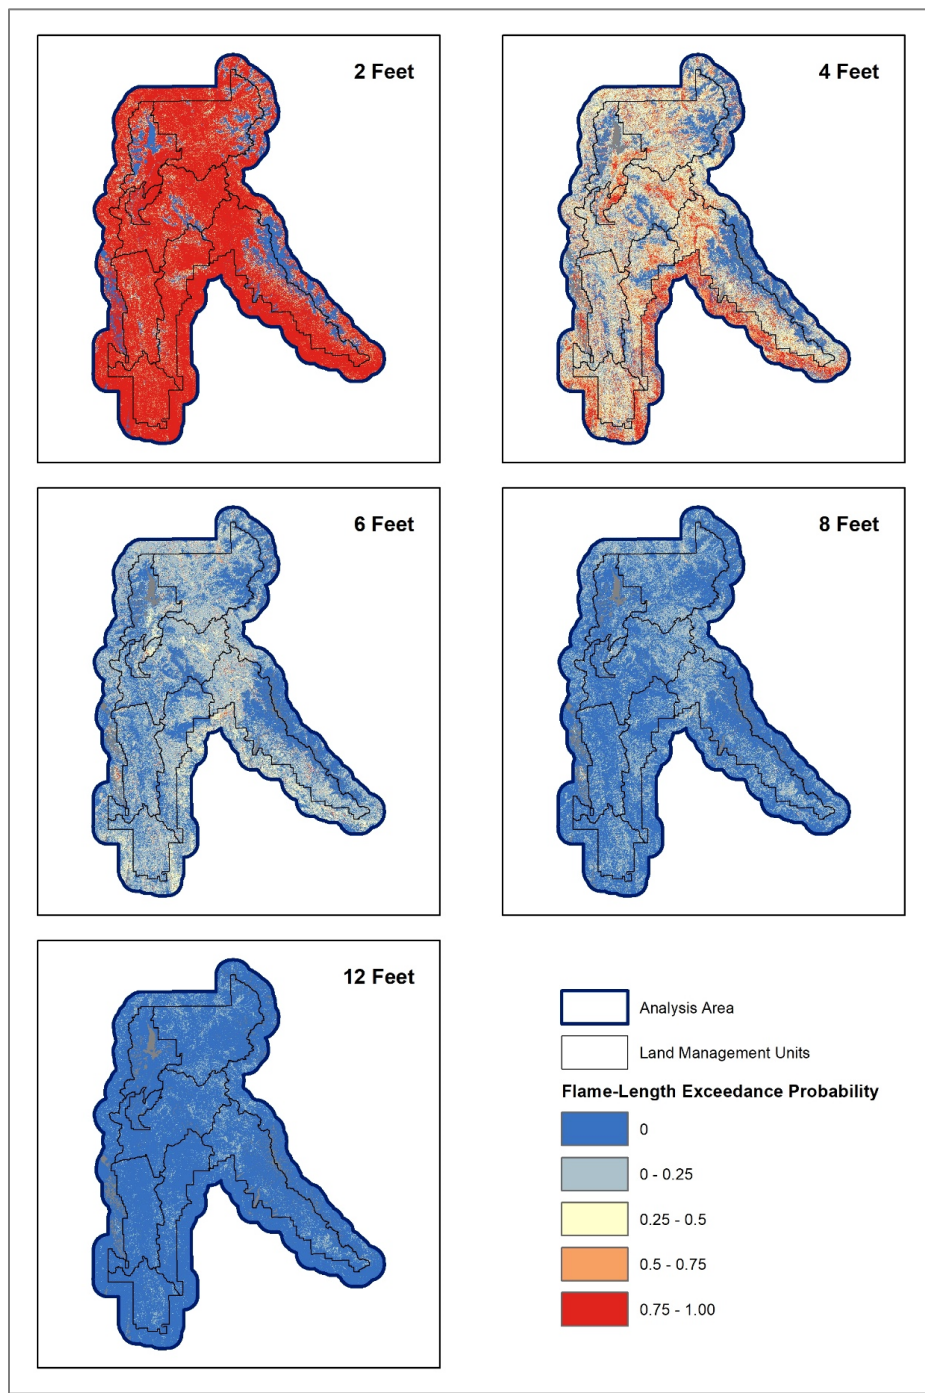 2 Feet
4 Feet
6 Feet
8 Feet
12 Feet
Analysis Area
Land Management Units
Flame-Length Exceedance Probability
0
0 - 0.25
0.25 - 0.5
0.5 - 0.75
0.75 - 1.00